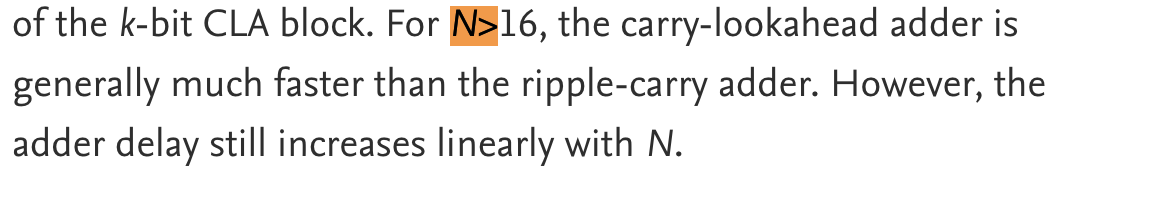 of the k-bit CLA block. For N>16, the carry-lookahead adder is
generally much faster than the ripple-carry adder. However, the
adder delay still increases linearly with N.